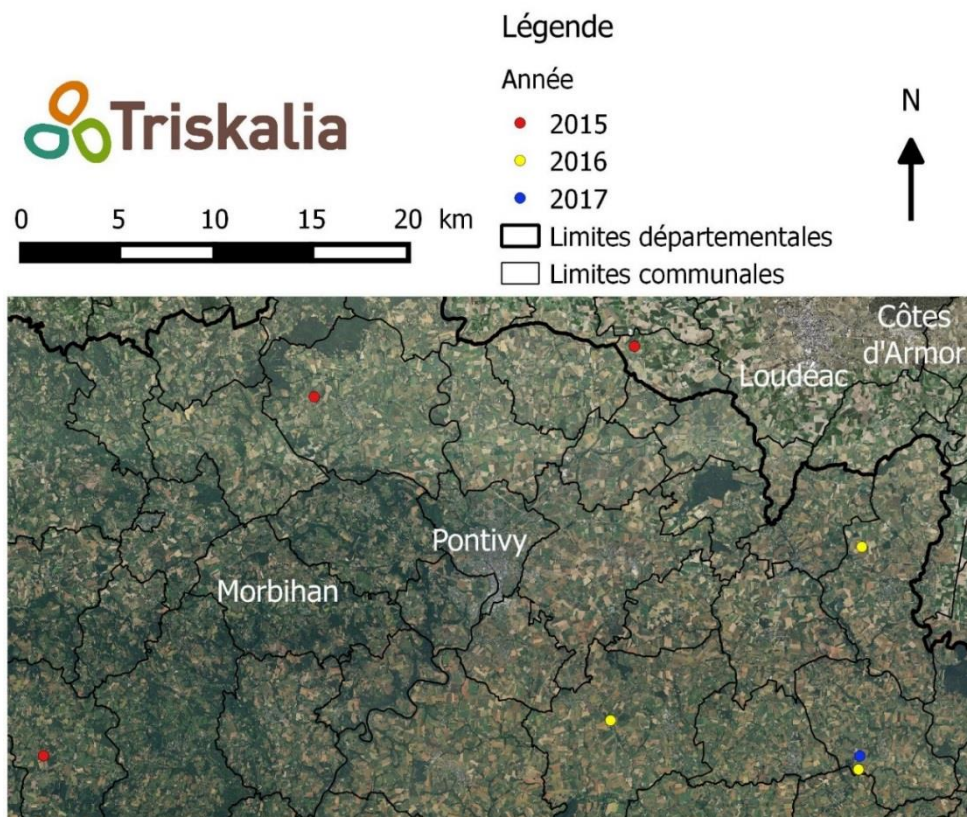 Triskalia
0 5 10 15 20 km
Légende
Année
2015
2016
2017
Limites départementales
Limites communales
N
Côtes
d'Armor
Loudéac
Pontivy
Morbihan